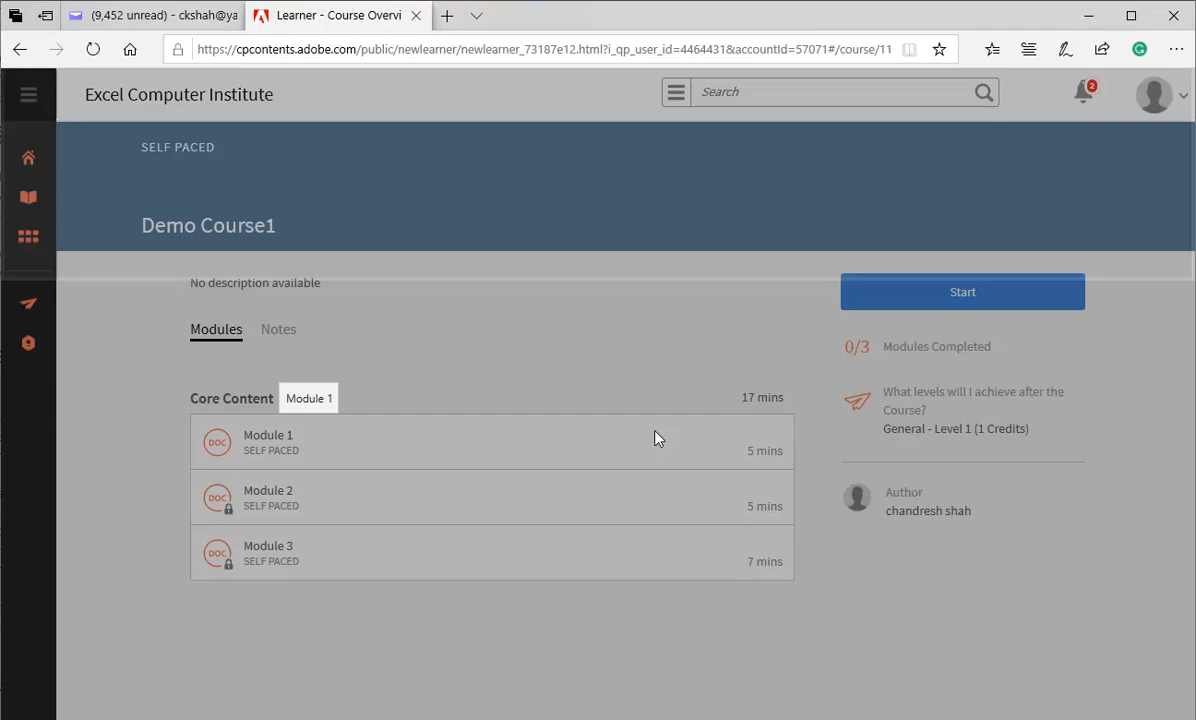 (9,452 unread) - ckshah@ya
Learner - Course Overvi
https://cpcontents.adobe.com/public/newlearner/newlearner_73187e12.html?i_qp_user_id=4464431&accountId=57071#/course/11
Excel Computer Institute
Search
2
SELF PACED
Demo Course1
No description available
Start
Modules Notes
0/3 Modules Completed
What levels will I achieve after the
Course?
General - Level 1 (1 Credits)
Core Content Module 1 17 mins
DOC Module 1
SELF PACED
5 mins
DOC Module 2
SELF PACED
5 mins
DOC Module 3
SELF PACED
7 mins
Author
chandresh shah